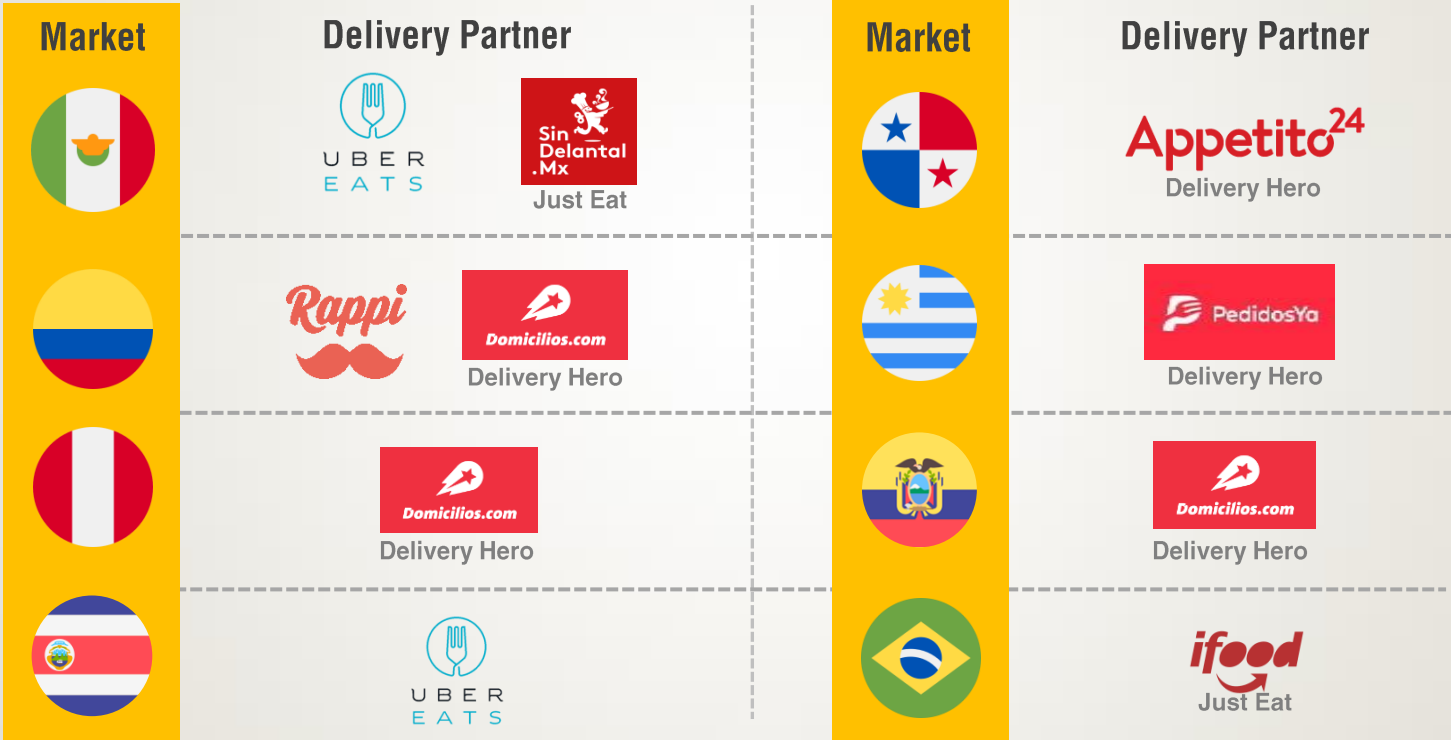 Market
Delivery Partner
Market
Delivery Partner
UBER
EATS
Sin
Delantal
.Mx
Just Eat
Appetito24
Delivery Hero
Rappi
Domicilios.com
Delivery Hero
PedidosYa
Delivery Hero
Domicilios.com
Delivery Hero
Domicilios.com
Delivery Hero
UBER
EATS
ifood
Just Eat